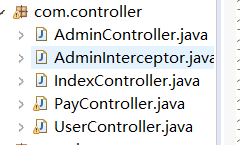 com.controller
AdminController.java
AdminInterceptor.java
IndexController.java
PayController.java
UserController.java